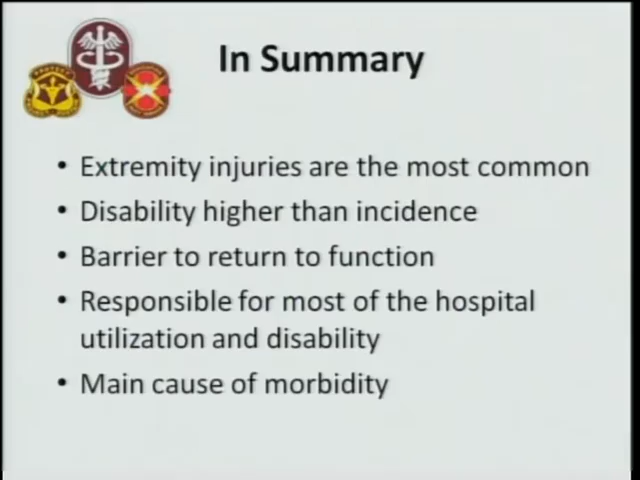 In Summary
• Extremity injuries are the most common
• Disability higher than incidence
• Barrier to return to function
• Responsible for most of the hospital
utilization and disability
• Main cause of morbidity